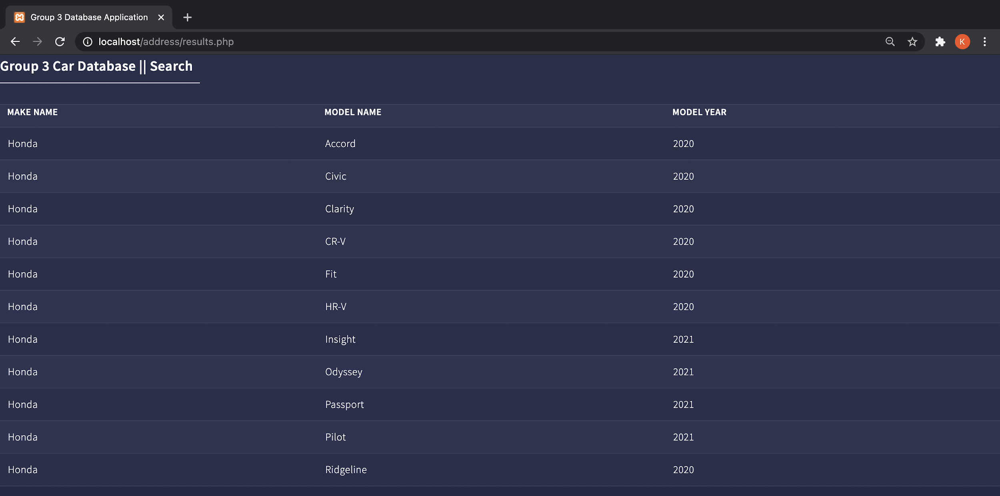 Group 3 Database Application
localhost/address/results.php
K
Group 3 Car Database || Search
MAKE NAME MODEL NAME MODEL YEAR
Honda Accord 2020
Honda Civic 2020
Honda Clarity 2020
Honda CR-V 2020
Honda Fit 2020
Honda HR-V 2020
Honda Insight 2021
Honda Odyssey 2021
Honda Passport 2021
Honda Pilot 2021
Honda Ridgeline 2020